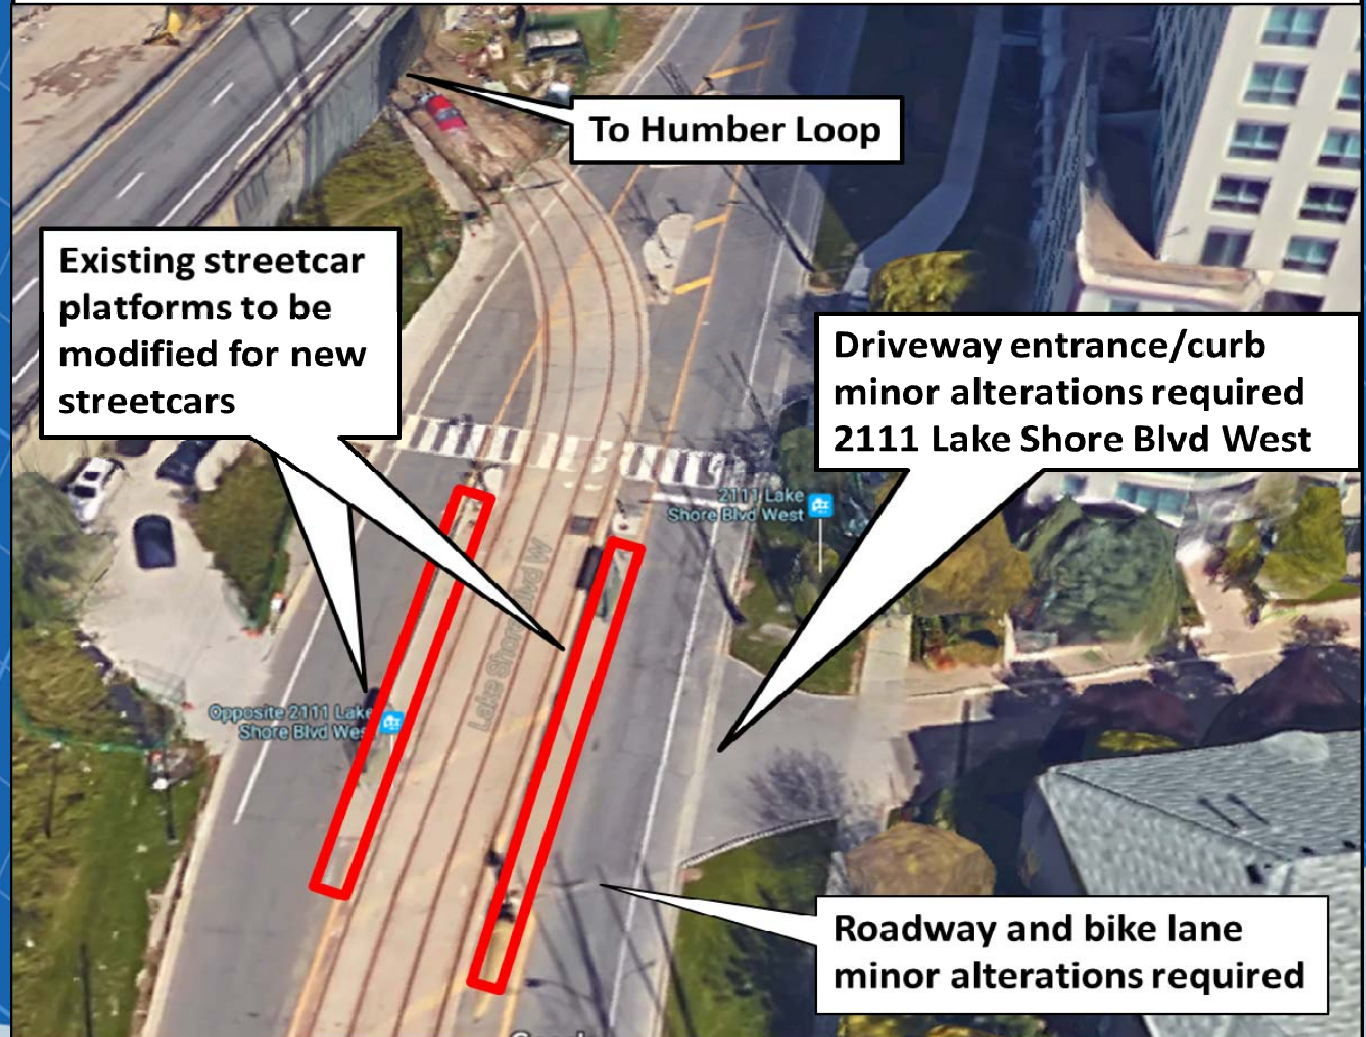 To Humber Loop
Existing streetcar
platforms to be
modified for new
streetcars
Driveway entrance/curb
minor alterations required
2111 Lake Shore Blvd West
2111 Lake
Shore Blvd West
Lake Shore Blvd W
Opposite 2111 Lake
Shore Blvd West
Roadway and bike lane
minor alterations required